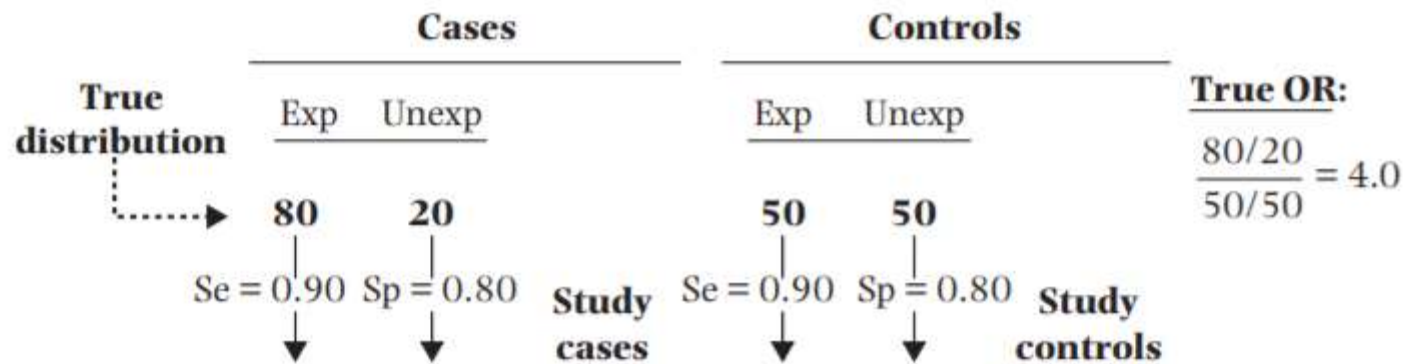 Cases Controls
True distribution
Exp Unexp Exp Unexp
True OR:
80/20
50/50 = 4.0
80 20 50 50
Se = 0.90 Sp = 0.80 Study cases Se = 0.90 Sp = 0.80 Study controls